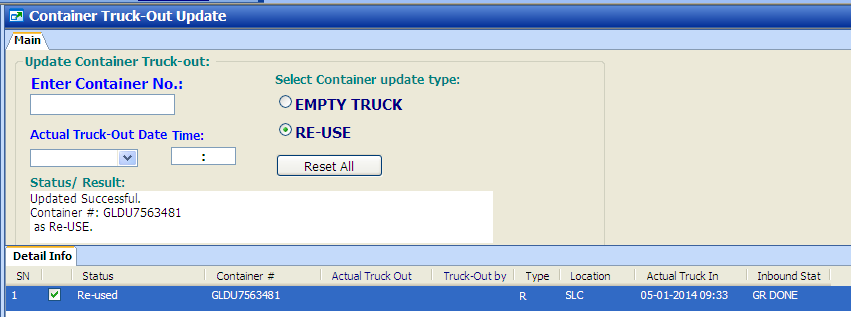 Container Truck-Out Update
Main
Update Container Truck-out:
Enter Container No.:
Select Container update type:
EMPTY TRUCK
Actual Truck-Out Date Time:
RE-USE
:
Reset All
Status/ Result:
Updated Successful.
Container #: GLDU7563481
as Re-USE.
Detail Info
SN Status Container # Actual Truck Out Truck-Out by Type Location Actual Truck In Inbound Stat
1 Re-used GLDU7563481 R SLC 05-01-2014 09:33 GR DONE